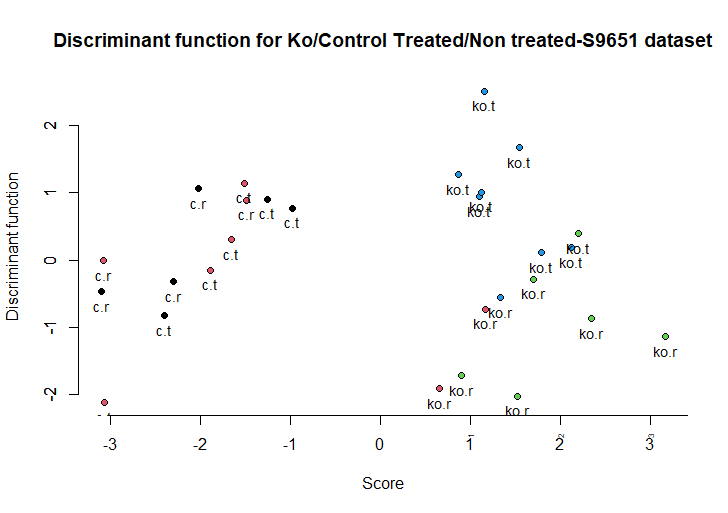 Discriminant function for Ko/Control Treated/Non treated-S9651 dataset
ko.t
2
ko.t
ko.t
c.t
1
c.r
c.r
c.t
c.t
ko.t
ko.t
c.t
ko.t
ko.t
ko.t
0
c.r
c.t
c.r
ko.r
c.r
ko.r
ko.r
-1
c.t
ko.r
ko.r
ko.r
-2
ko.r
ko.r
Discriminant function
-3
-2
-1
0
1
2
3
Score